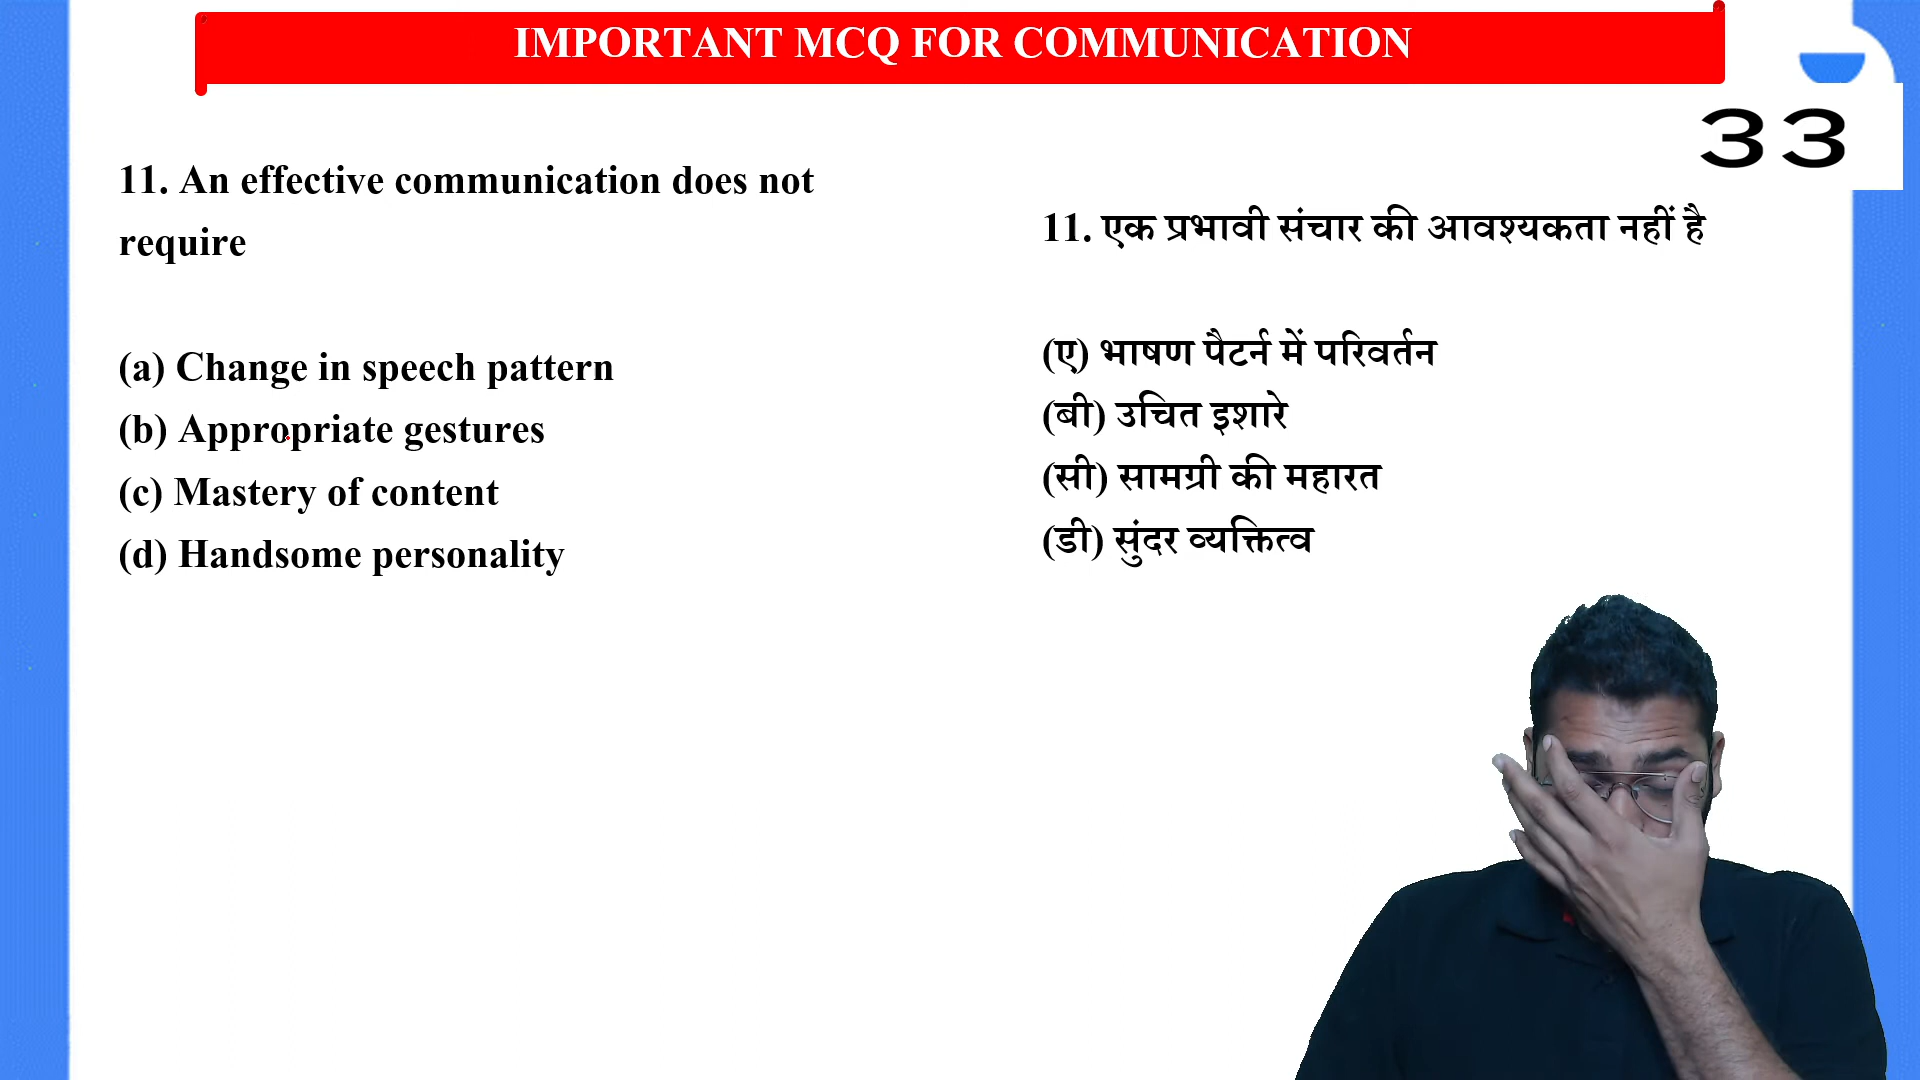 IMPORTANT MCQ FOR COMMUNICATION
33
11. An effective communication does not
require
(a) Change in speech pattern
(b) Appropriate gestures
(c) Mastery of content
(d) Handsome personality
11. एक प्रभावी संचार की आवश्यकता नहीं है
(ए) भाषण पैटर्न में परिवर्तन
(बी) उचित इशारे
(सी) सामग्री की महारत
(डी) सुंदर व्यक्तित्व